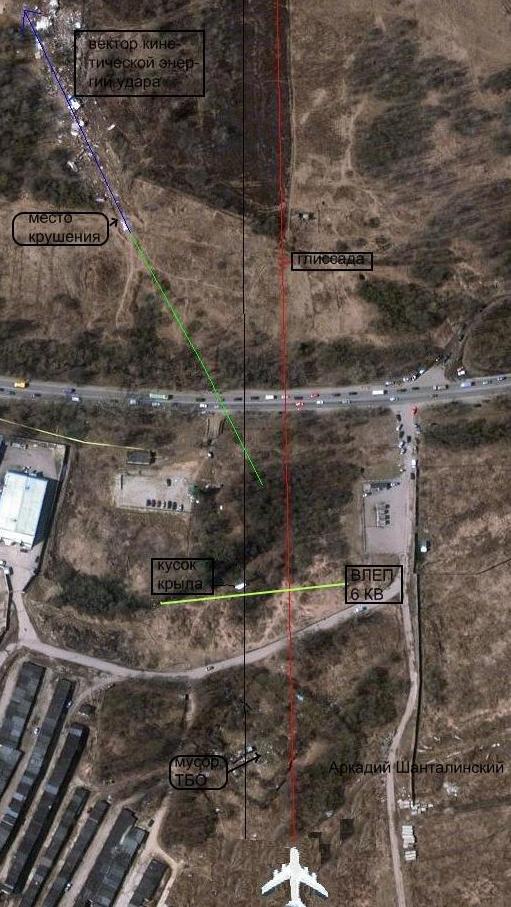 вектор кине-
тической энер-
гии удара
место
крушения
глиссада
кусок
крыла
ВЛЕП
6 КВ
мусор
ТБО
Аркадий Шанталинский